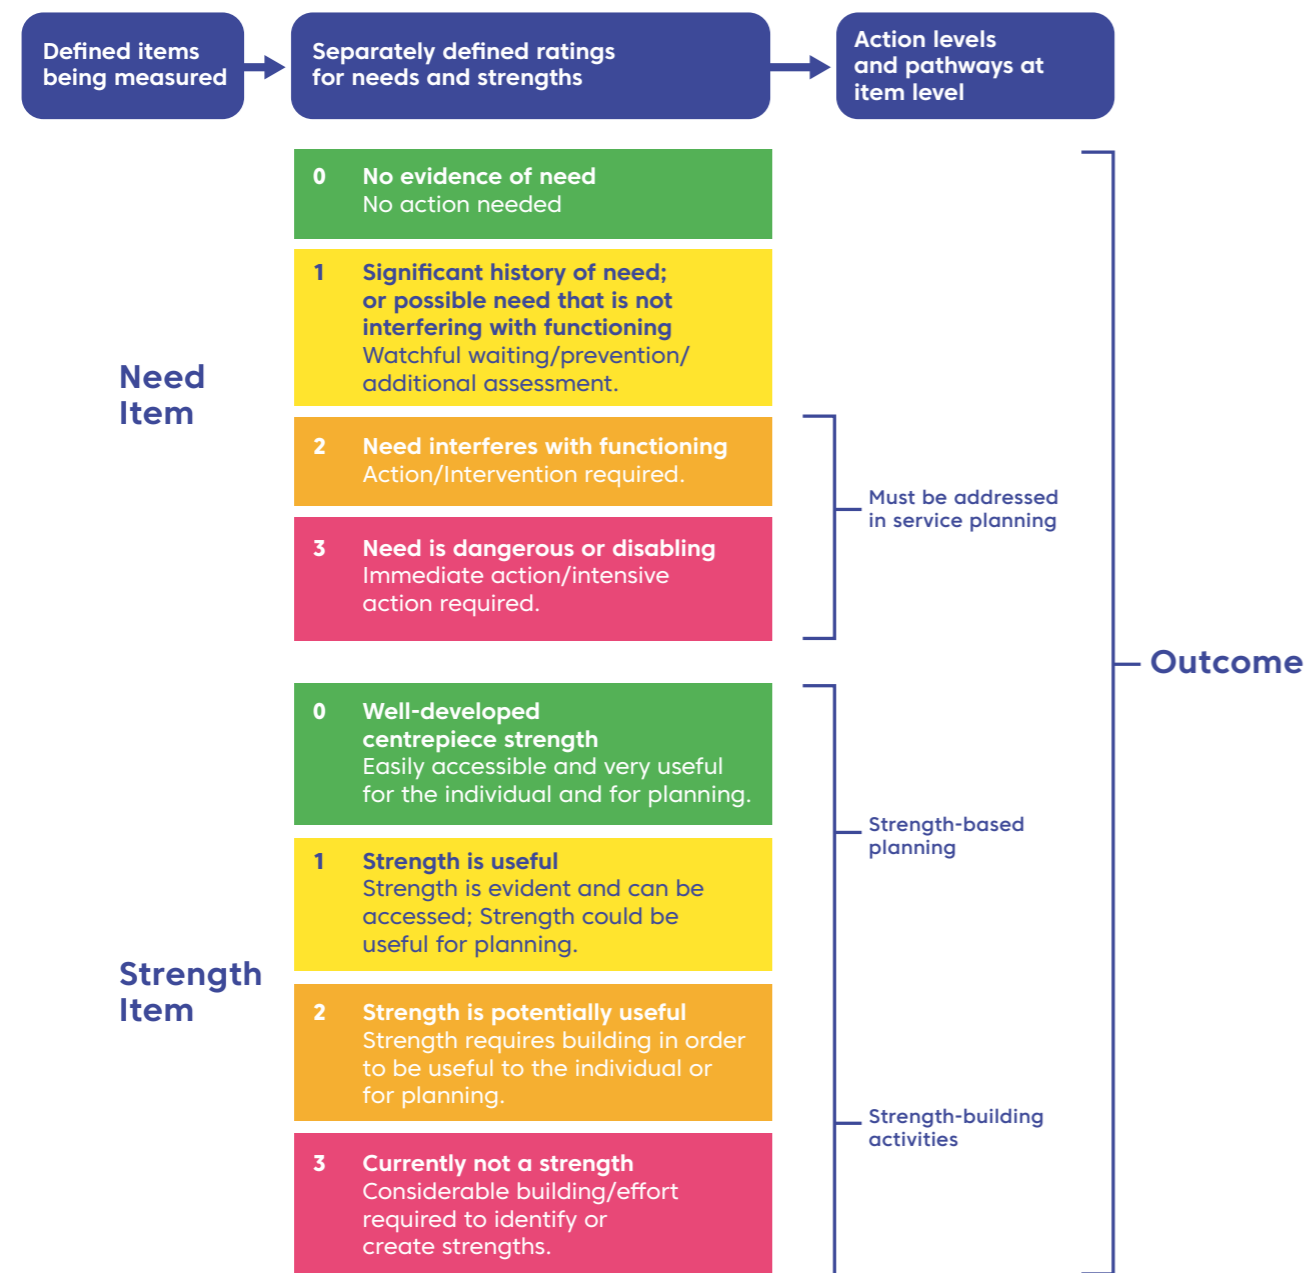 Defined items
being measured
Separately defined ratings
for needs and strengths
Action levels
and pathways at
item level
Need
Item
0 No evidence of need
No action needed
1 Significant history of need;
or possible need that is not
interfering with functioning
Watchful waiting/prevention/
additional assessment.
2 Need interferes with functioning
Action/Intervention required.
3 Need is dangerous or disabling
Immediate action/intensive
action required.
Must be addressed
in service planning
Outcome
Strength
Item
0 Well-developed
centrepiece strength
Easily accessible and very useful
for the individual and for planning.
1 Strength is useful
Strength is evident and can be
accessed; Strength could be
useful for planning.
2 Strength is potentially useful
Strength requires building in order
to be useful to the individual or
for planning.
3 Currently not a strength
Considerable building/effort
required to identify or
create strengths.
Strength-based
planning
Strength-building
activities